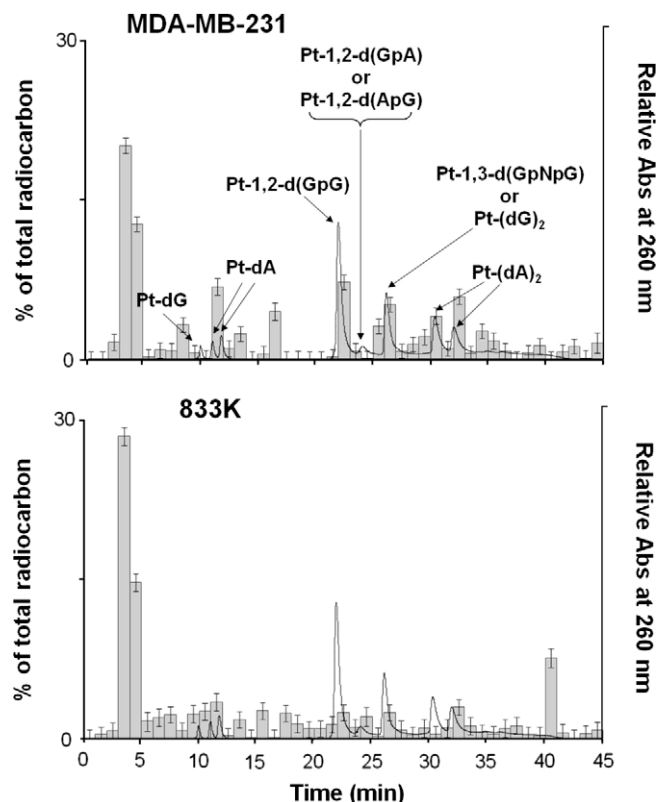 MDA-MB-231
30
0
% of total radiocarbon
Relative Abs at 260 nm
Pt-1,2-d(GpA)
or
Pt-1,2-d(ApG)
Pt-1,2-d(GpG)
Pt-1,3-d(GpNpG)
or
Pt-(dG)₂
Pt-dA
Pt-dG
Pt-(dA)₂
833K
30
0
% of total radiocarbon
Relative Abs at 260 nm
0 5 10 15 20 25 30 35 40 45
Time (min)